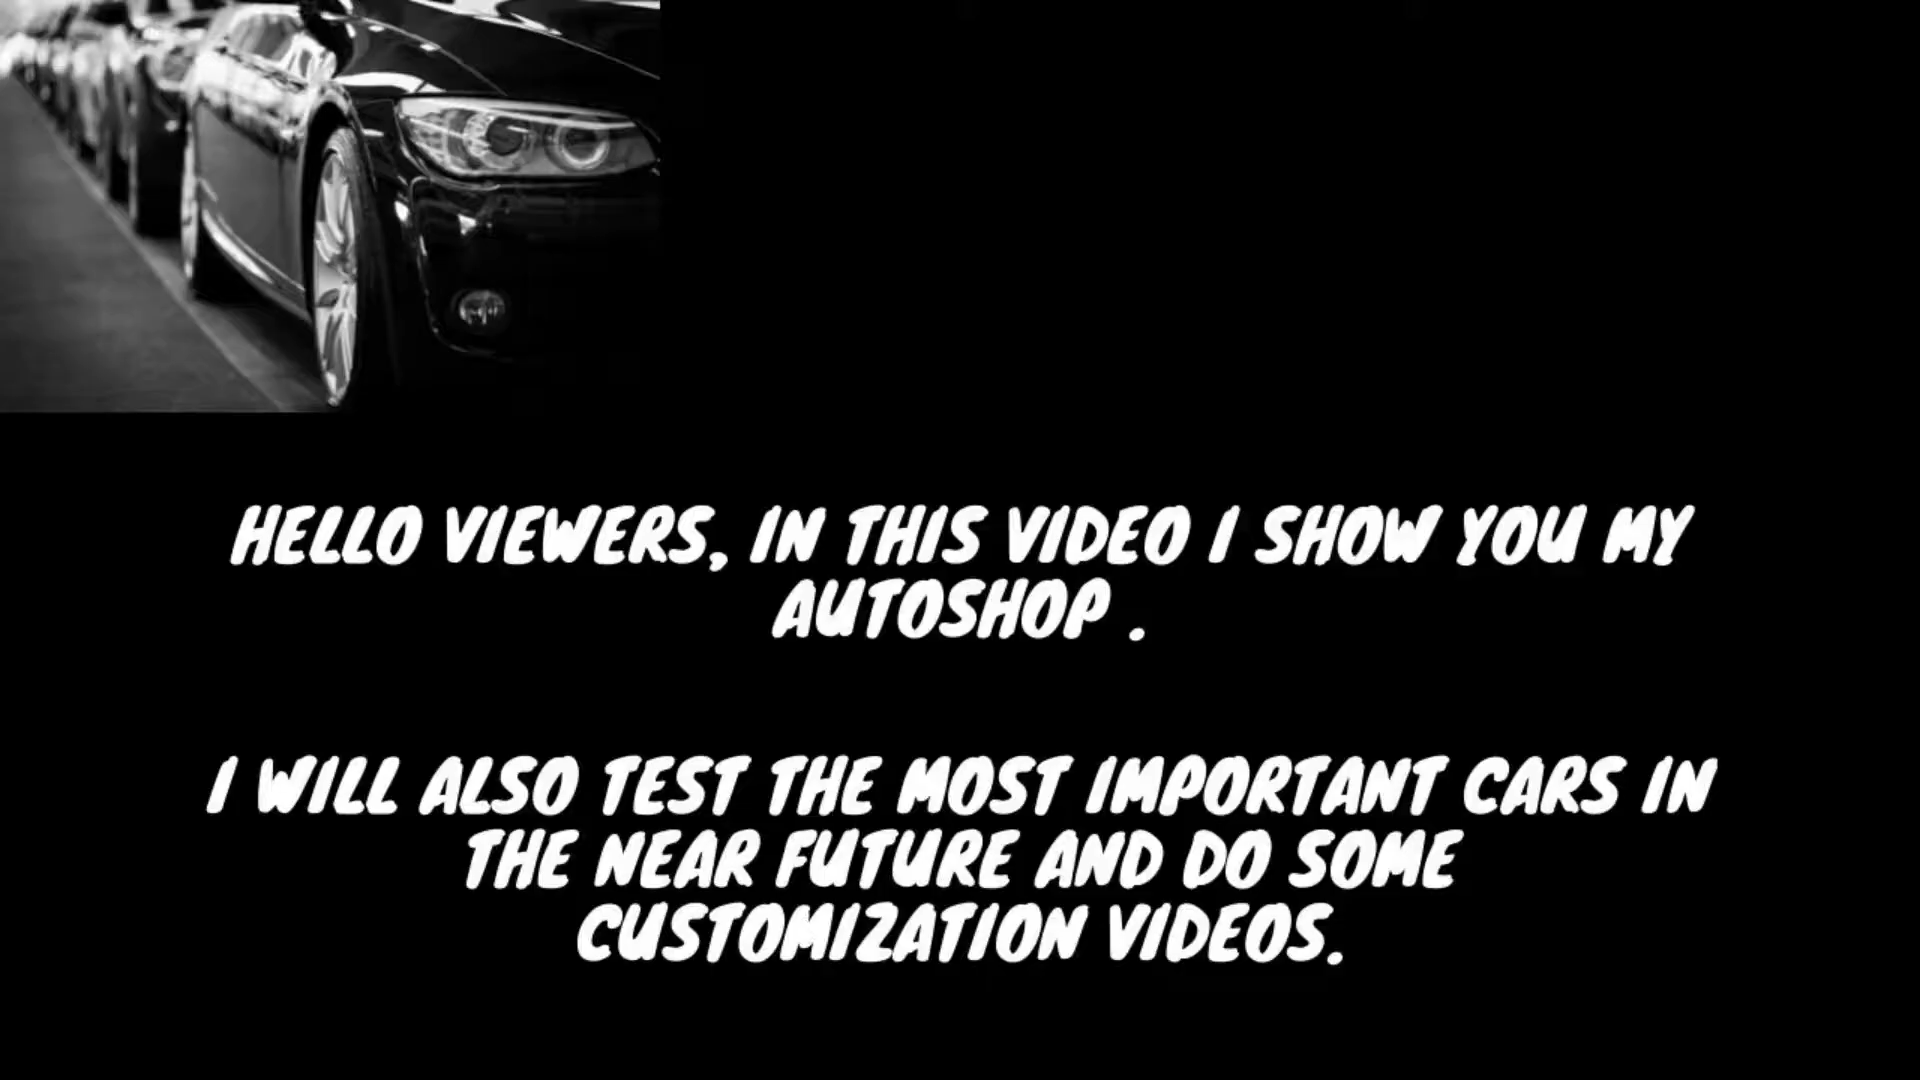 HELLO VIEWERS, IN THIS VIDEO I SHOW YOU MY
AUTOSHOP .
I WILL ALSO TEST THE MOST IMPORTANT CARS IN
THE NEAR FUTURE AND DO SOME
CUSTOMIZATION VIDEOS.